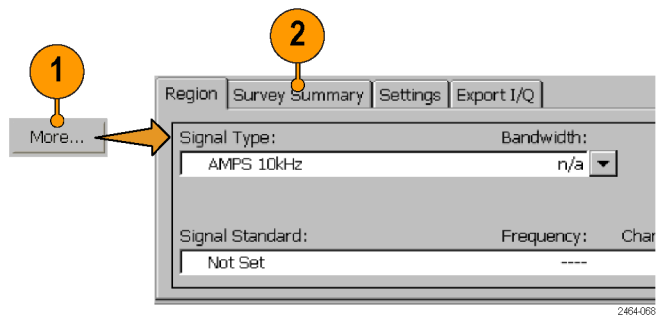 2
1
Region Survey Summary Settings Export I/Q
More...
Signal Type: Bandwidth:
AMPS 10kHz n/a
Signal Standard: Frequency: Char
Not Set ----
2464-068